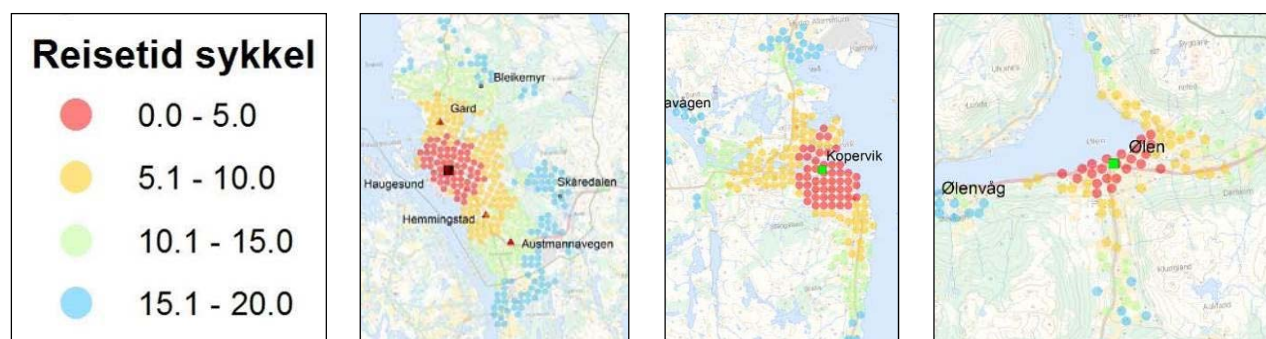 Reisetid sykkel
0.0 - 5.0
5.1 - 10.0
10.1 - 15.0
15.1 - 20.0
Bleikemyr
Gard
Haugesund
Skåredalen
Hemmingstad
Austmannavegen
avågen
Kopervik
Ølen
Ølenvåg